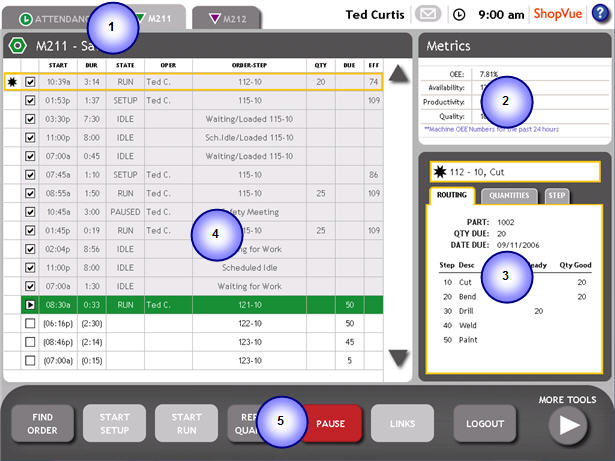 ATTENDANC M211 M212 Ted Curtis 9:00 am ShopVue ?
1
M211 - Sa
START DUR STATE OPER ORDER-STEP QTY DUE EFF
10:39a 3:14 RUN Ted C. 112-10 20 74
01:53p 1:37 SETUP Ted C. 115-10 109
03:30p 7:30 IDLE Waiting/Loaded 115-10
11:00p 8:00 IDLE Sch.Idle/Loaded 115-10
07:00a 0:45 IDLE Waiting/Loaded 115-10
07:45a 1:10 SETUP Ted C. 115-10 86
08:55a 1:50 RUN Ted C. 115-10 25 109
10:45a 3:00 PAUSED Ted C. fety Meeting
01:45p 0:19 RUN Ted C. 5-10 25 109
4
02:04p 8:56 IDLE ng for Work
11:00p 8:00 IDLE Scheduled Idle
07:00a 1:30 IDLE Waiting for Work
08:30a 0:33 RUN Ted C. 121-10 50
(06:16p) (2:30) 122-10 50
(08:46p) (2:14) 123-10 45
(07:00a) (0:15) 123-10 5
Metrics
OEE: 7.81%
Availability:
Productivity:
Quality:
2
**Machine OEE Numbers for the past 24 hours
112 - 10, Cut
ROUTING QUANTITIES STEP
PART: 1002
QTY DUE: 20
DATE DUE: 09/11/2006
Step Desc eady Qty Good
10 Cut 20
20 Bend 20
30 Drill 20
40 Weld
50 Paint
3
FIND ORDER
START SETUP
START RUN
REP
QUA
5
PAUSE
LINKS
LOGOUT
MORE TOOLS